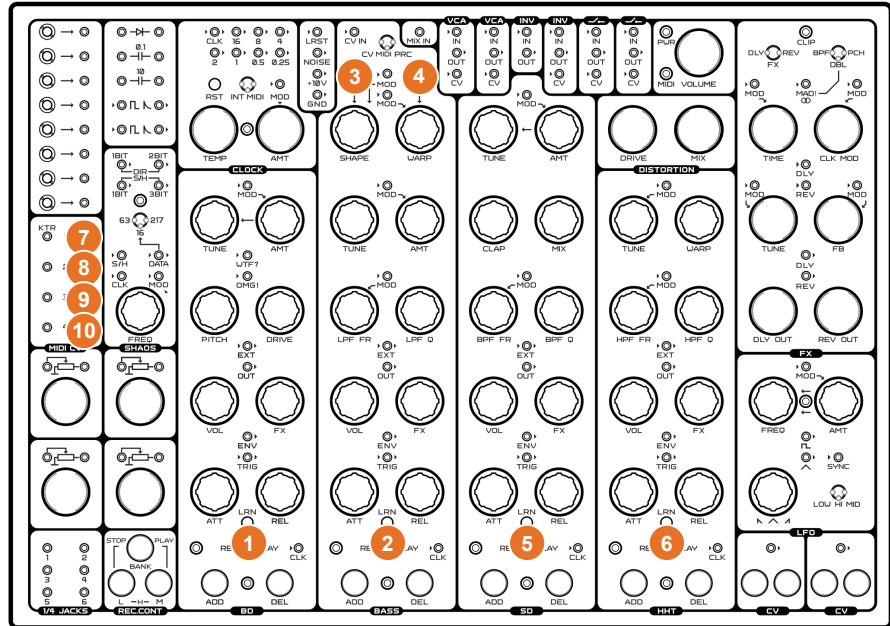 0.1
10
CLK 16 8 4
2 1 0.5 0.25
RST INT MIDI MOD
TEMP AMT
CLOCK
LRST
NOISE
+10V
GND
CV IN
CV MIDI PRC
MIX IN
3 4
MOD
MOD
SHAPE WARP
VCA VCA INV INV
IN IN IN IN IN IN
OUT OUT OUT OUT OUT OUT
CV CV CV CV CV
MOD
TUNE AMT
PWR
MIDI VOLUME
DRIVE MIX
DISTORTION
CLIP
DLY REV BPF PCH
FX DBL
MOD MAD! MOD
TIME CLK MOD
DLY
MOD REV MOD
TUNE FB
DLY
REV
DLY OUT REV OUT
FX
1BIT 2BIT
DIR
S/H
1BIT 3BIT
63 217
16
S/H DATA
CLK MOD
FREQ
SHAOS
KTR
7
8
9
10
MIDI C
MOD
TUNE AMT
WTF?
OMG!
PITCH DRIVE
EXT
OUT
VOL FX
ENV
TRIG
ATT LRN REL
1
RE LAY CLK
ADD DEL
BD
MOD
TUNE AMT
MOD
LPF FR LPF Q
EXT
OUT
VOL FX
ENV
TRIG
ATT LRN REL
2
RE LAY CLK
ADD DEL
BASS
CLAP MIX
MOD
BPF FR BPF Q
EXT
OUT
VOL FX
ENV
TRIG
ATT LRN REL
5
RE LAY CLK
ADD DEL
SD
MOD
TUNE WARP
MOD
HPF FR HPF Q
EXT
OUT
VOL FX
ENV
TRIG
ATT LRN REL
6
RE LAY CLK
ADD DEL
HHT
MOD
FREQ AMT
SYNC
LOW HI MID
LFO
1 2
3 4
5 6
1/4 JACKS
STOP PLAY
BANK
L -H- M
REC.CONT
CV CV